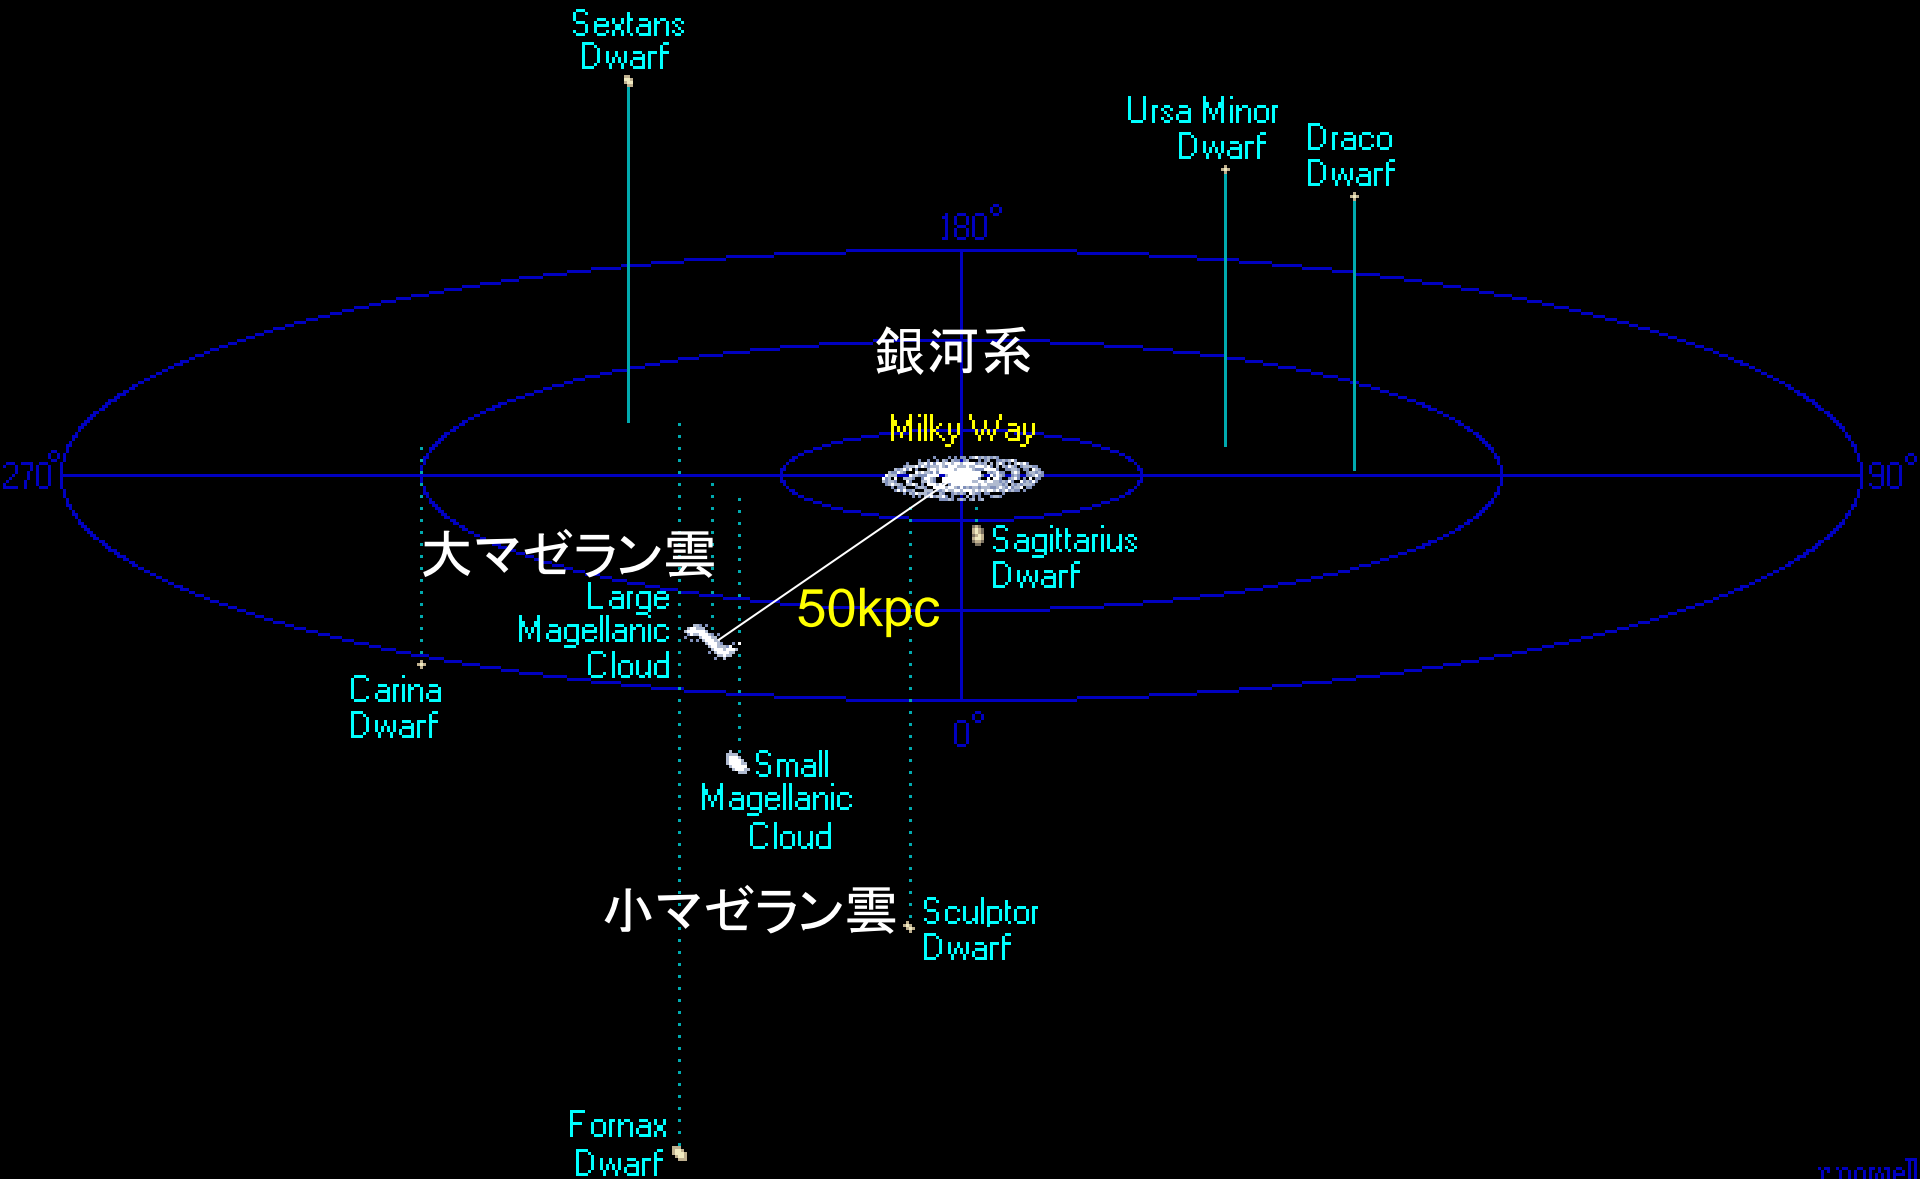 Sextans
Dwarf
Ursa Minor
Dwarf
Draco
Dwarf
180°
銀河系
Milky Way
270°
90°
大マゼラン雲
Large
Magellanic
Cloud
50kpc
Sagittarius
Dwarf
Carina
Dwarf
0°
Small
Magellanic
Cloud
小マゼラン雲
Sculptor
Dwarf
Fornax
Dwarf